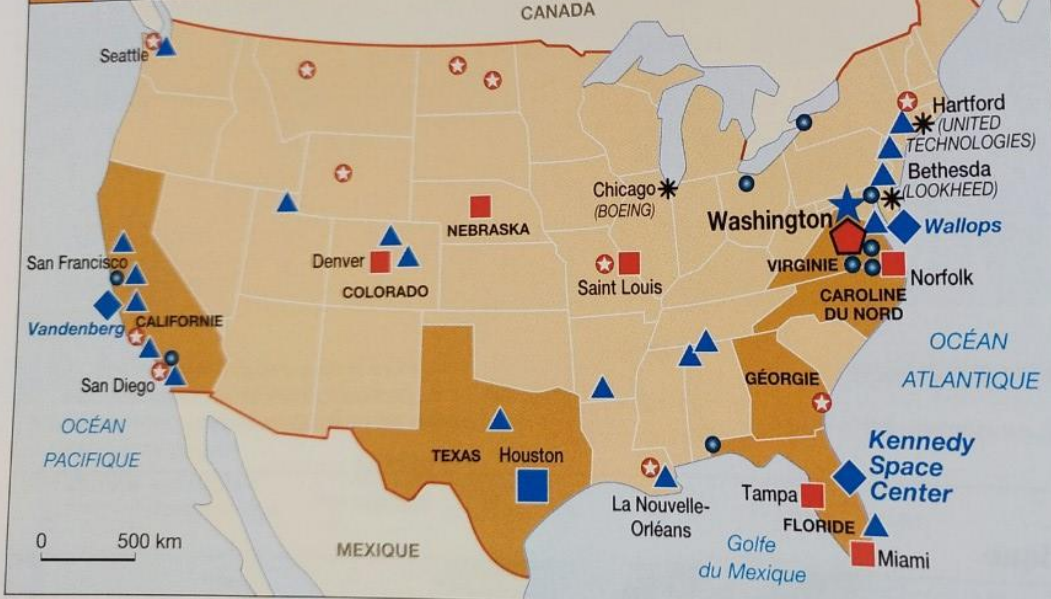 CANADA
Seattle
Hartford
(UNITED
TECHNOLOGIES)
Bethesda
(LOOKHEED)
Chicago
(BOEING)
Washington
Wallops
NEBRASKA
San Francisco
Denver
COLORADO
Saint Louis
VIRGINIE
Norfolk
CAROLINE
DU NORD
Vandenberg
CALIFORNIE
OCÉAN
ATLANTIQUE
San Diego
GÉORGIE
OCÉAN
PACIFIQUE
TEXAS
Houston
Kennedy
Space
Center
Tampa
La Nouvelle-
Orléans
FLORIDE
Golfe
du Mexique
Miami
0 500 km
MEXIQUE